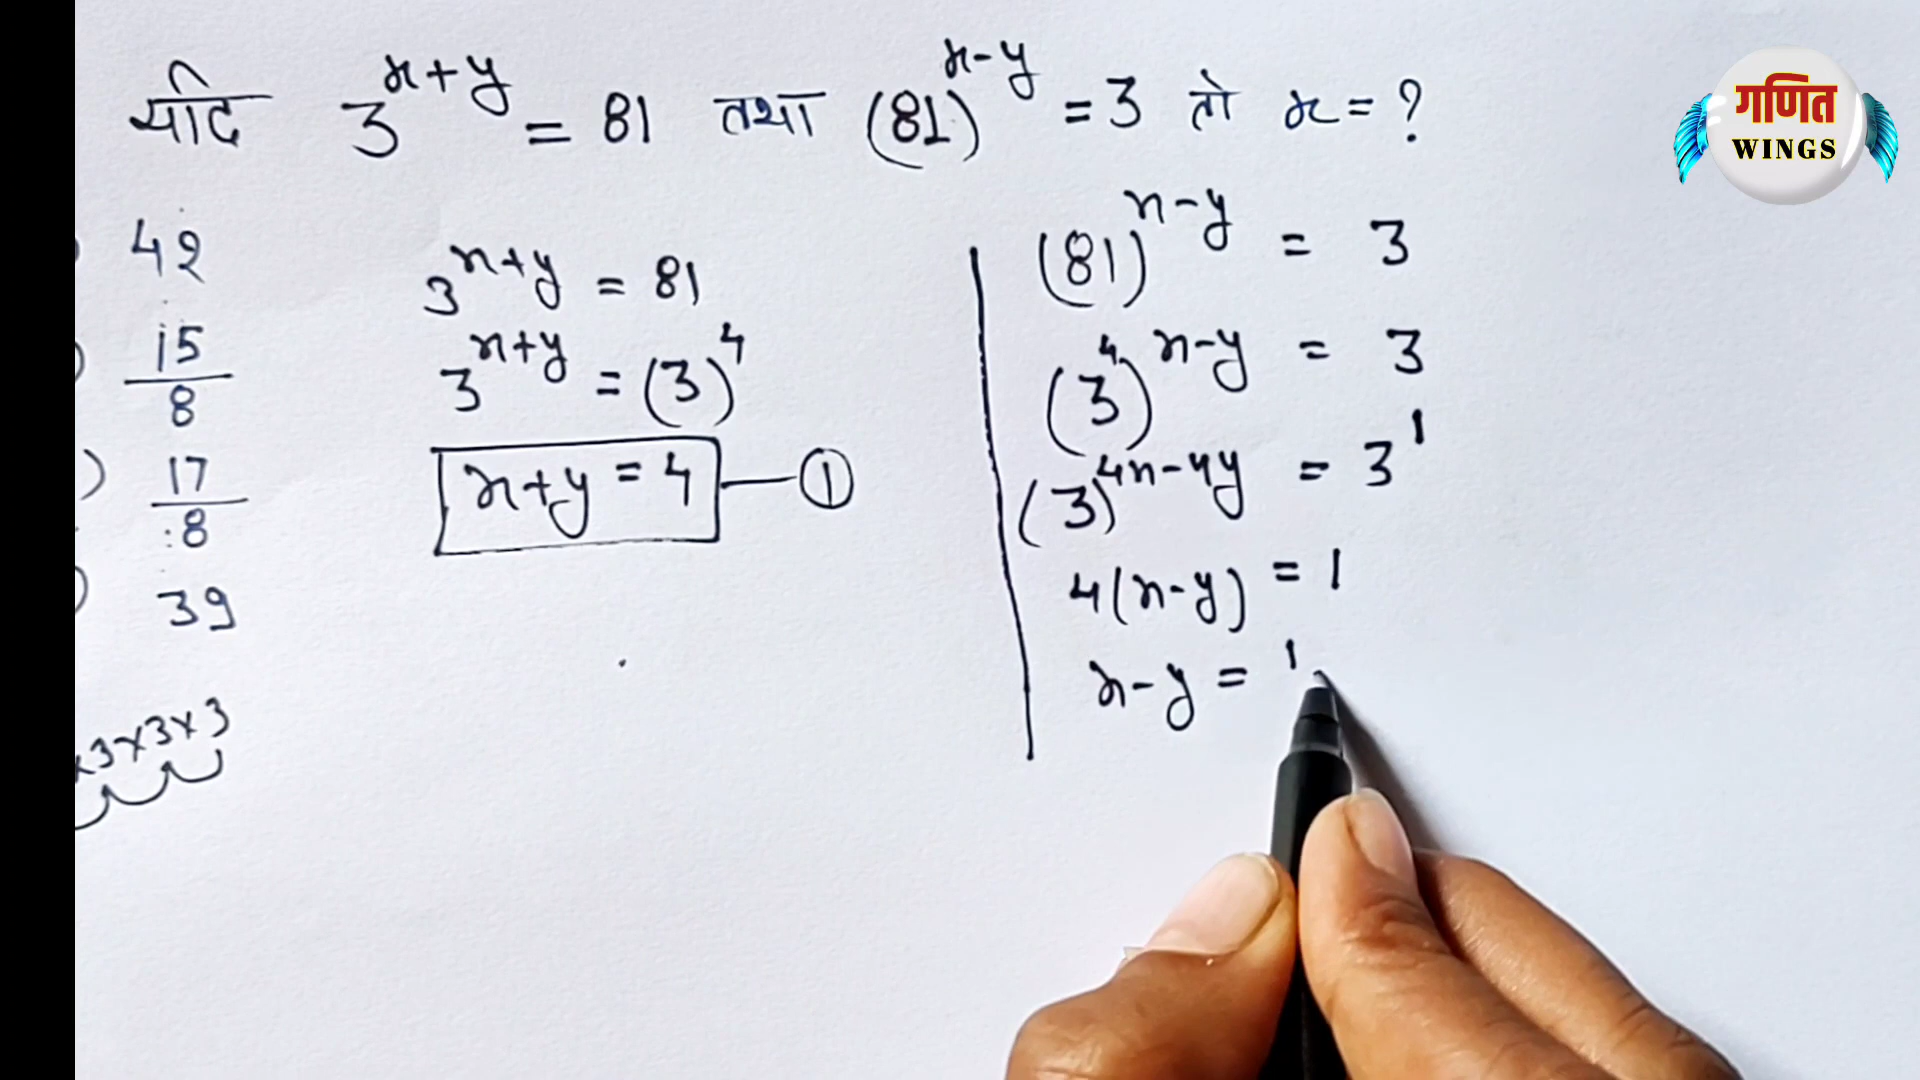 यदि 3^x+y = 81 तथा (81)^x-y = 3 तो x = ?
गणित
WINGS
) 42
) 15/8
) 17/8
) 39
×3×3×3
3^x+y = 81
3^x+y = (3)^4
x+y = 4 — ①
(81)^x-y = 3
(3^4)^x-y = 3
(3)^4x-4y = 3^1
4(x-y) = 1
x-y = 1